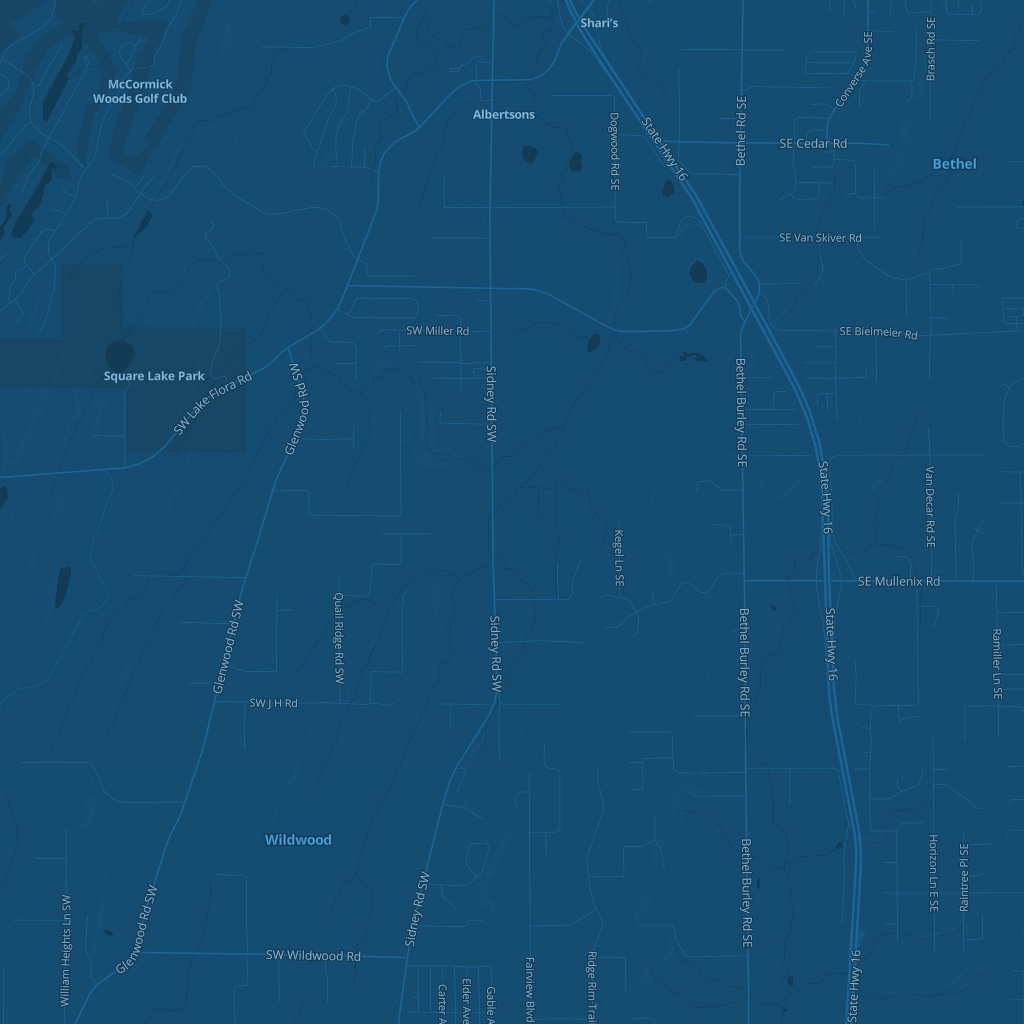 Shari's
McCormick
Woods Golf Club
Albertsons
Converse Ave SE
Brasch Rd SE
Bethel Rd SE
Dogwood Rd SE
State Hwy 16
SE Cedar Rd
Bethel
SE Van Skiver Rd
SW Miller Rd
SE Bielmeier Rd
Square Lake Park
SW Lake Flora Rd
Glenwood Rd SW
Sidney Rd SW
Bethel Burley Rd SE
State Hwy 16
Van Decar Rd SE
Kegel Ln SE
SE Mullenix Rd
Glenwood Rd SW
Quail Ridge Rd SW
Sidney Rd SW
Bethel Burley Rd SE
State Hwy 16
Ramiller Ln SE
SW J H Rd
Wildwood
Bethel Burley Rd SE
Horizon Ln E SE
Raintree Pl SE
William Heights Ln SW
Glenwood Rd SW
Sidney Rd SW
SW Wildwood Rd
State Hwy 16
Carter A
Elder Ave
Gable A
Fairview Blvd
Ridge Rim Trai